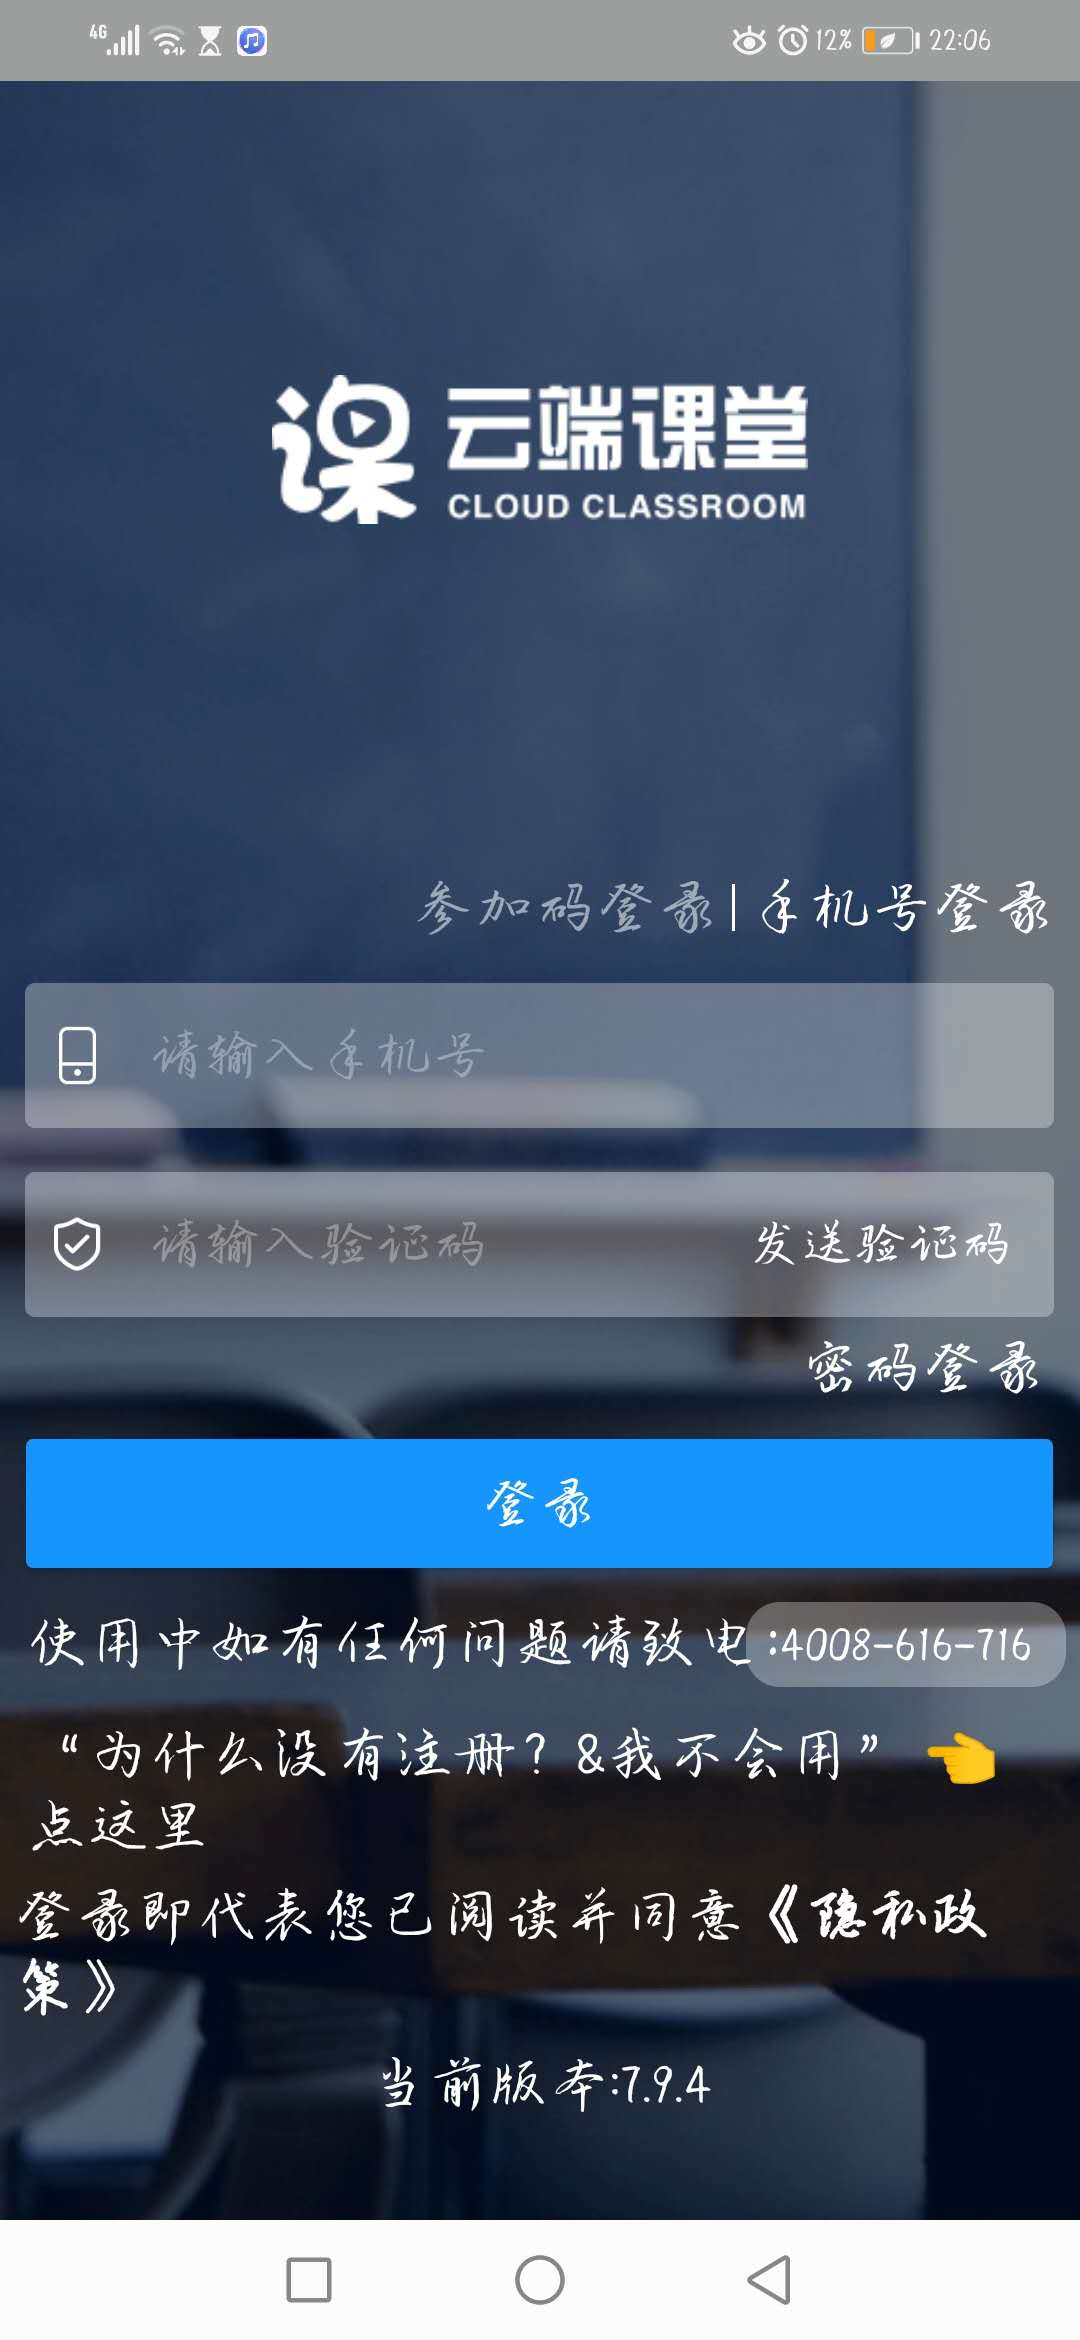 4G 12% 22:06
课 云端课堂
CLOUD CLASSROOM
参加码登录|手机号登录
请输入手机号
请输入验证码 发送验证码
密码登录
登录
使用中如有任何问题请致电:4008-616-716
“为什么没有注册？&我不会用” 👈
点这里
登录即代表您已阅读并同意《隐私政
策》
当前版本:7.9.4